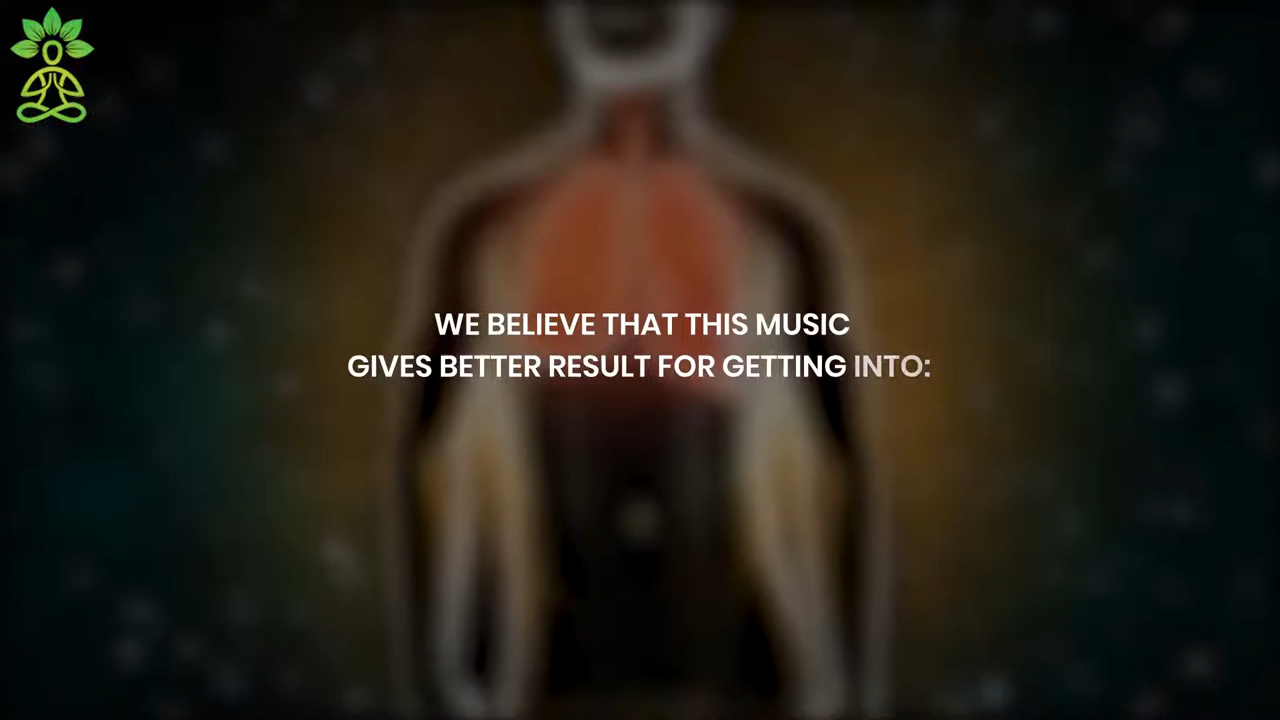 WE BELIEVE THAT THIS MUSIC
GIVES BETTER RESULT FOR GETTING INTO: